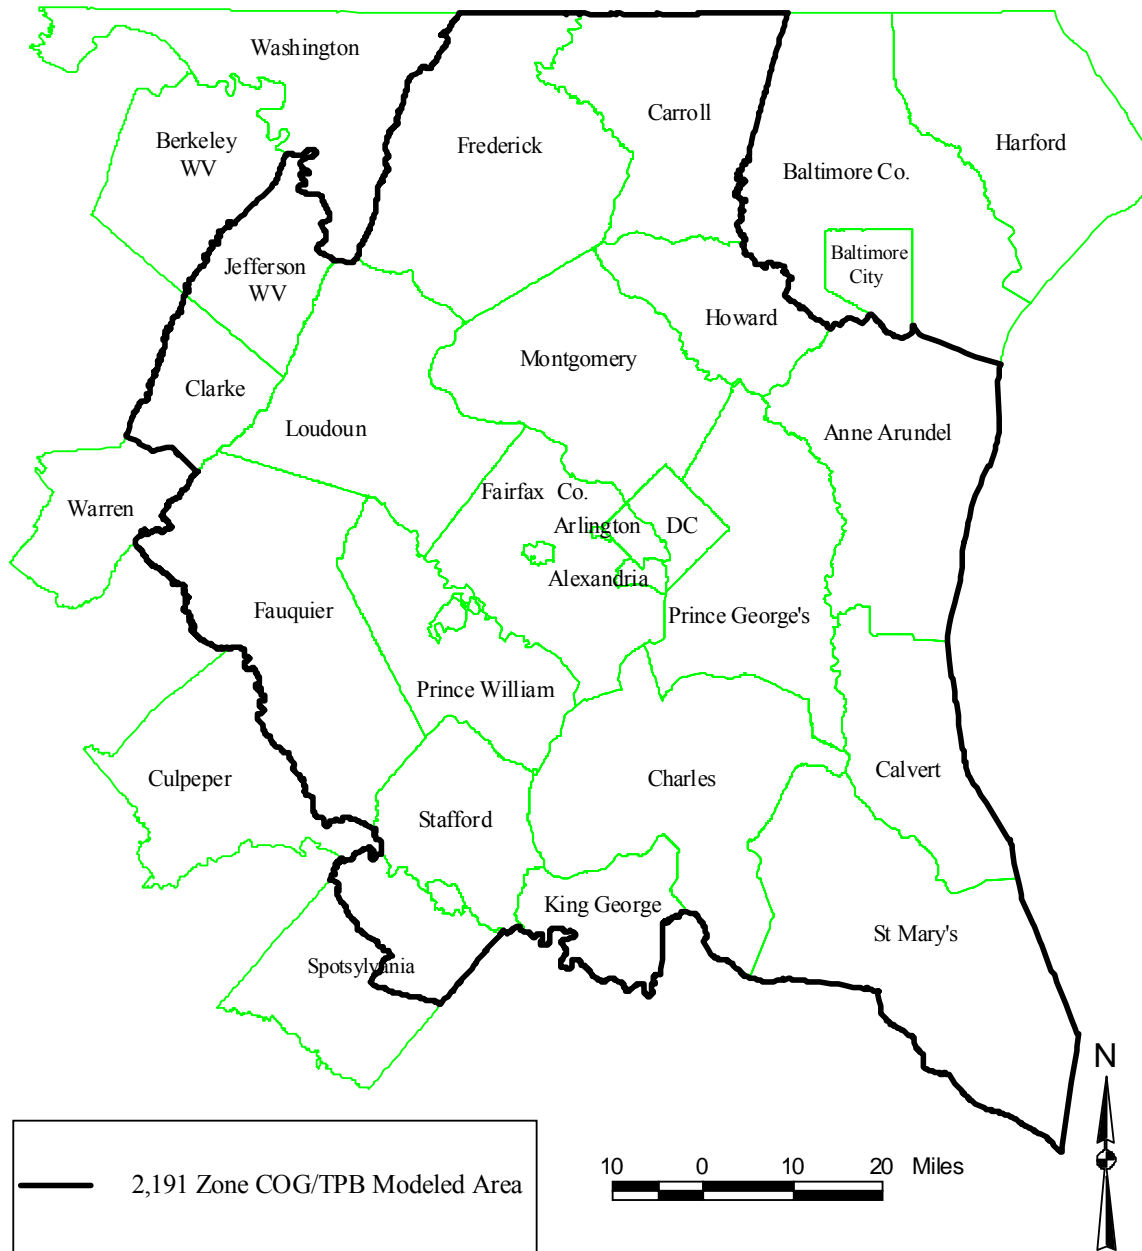 Washington
Carroll
Berkeley
WV
Frederick
Harford
Baltimore Co.
Baltimore
City
Jefferson
WV
Howard
Montgomery
Clarke
Loudoun
Anne Arundel
Fairfax Co.
Warren
Arlington
DC
Alexandria
Fauquier
Prince George's
Prince William
Culpeper
Charles
Calvert
Stafford
King George
St Mary's
Spotsylvania
N
10 0 10 20 Miles
2,191 Zone COG/TPB Modeled Area